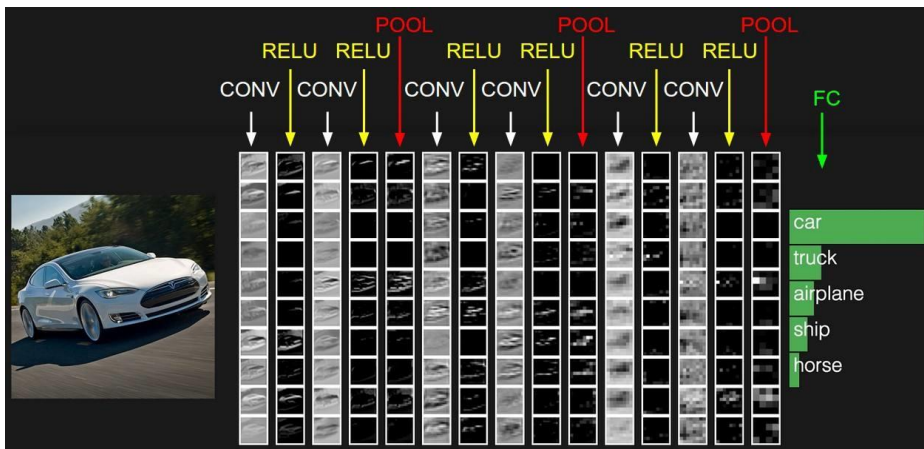 POOL POOL POOL
RELU RELU RELU RELU RELU RELU
CONV CONV CONV CONV CONV CONV
FC
car
truck
airplane
ship
horse